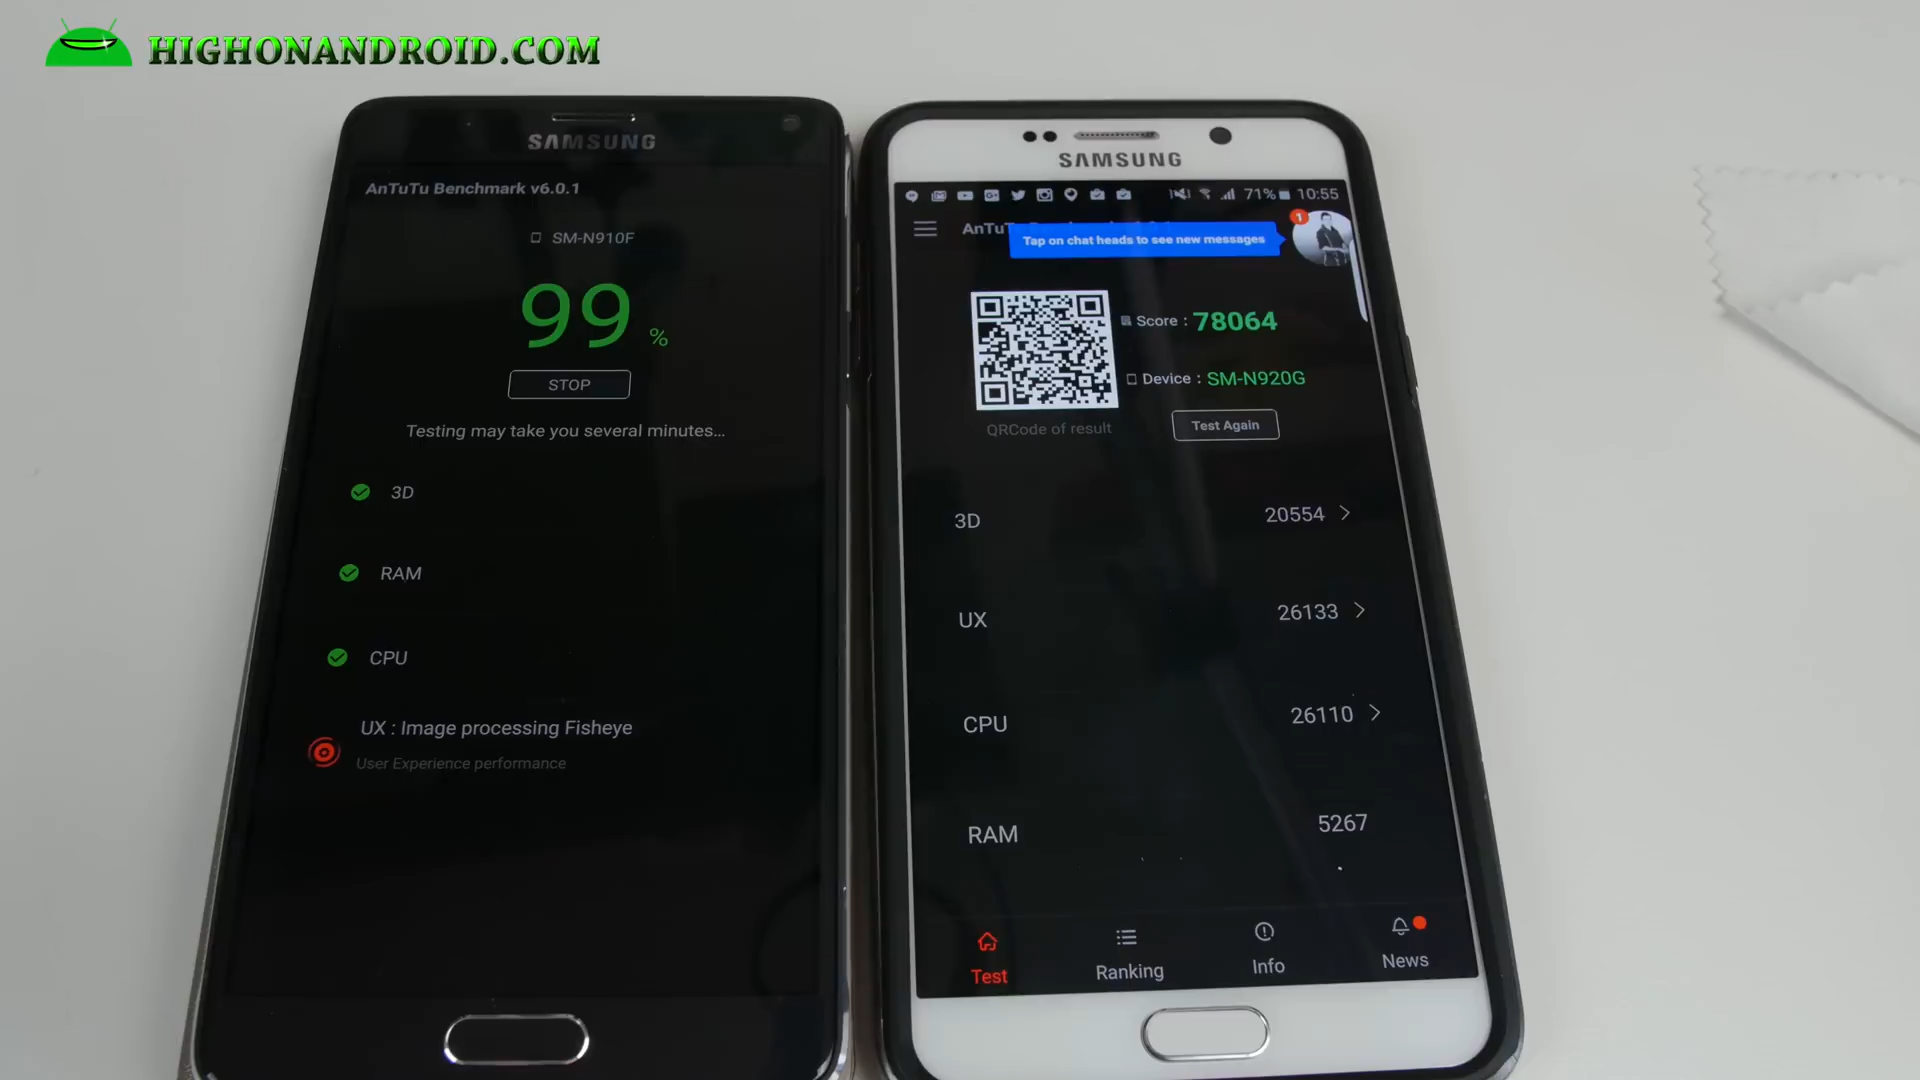 HIGHONANDROID.COM
SAMSUNG
AnTuTu Benchmark v6.0.1
SM-N910F
99 %
STOP
Testing may take you several minutes...
3D
RAM
CPU
UX : Image processing Fisheye
User Experience performance
SAMSUNG
71% 10:55
AnTuT
Tap on chat heads to see new messages
1
Score : 78064
Device : SM-N920G
QRCode of result
Test Again
3D 20554
UX 26133
CPU 26110
RAM 5267
Test
Ranking
Info
News